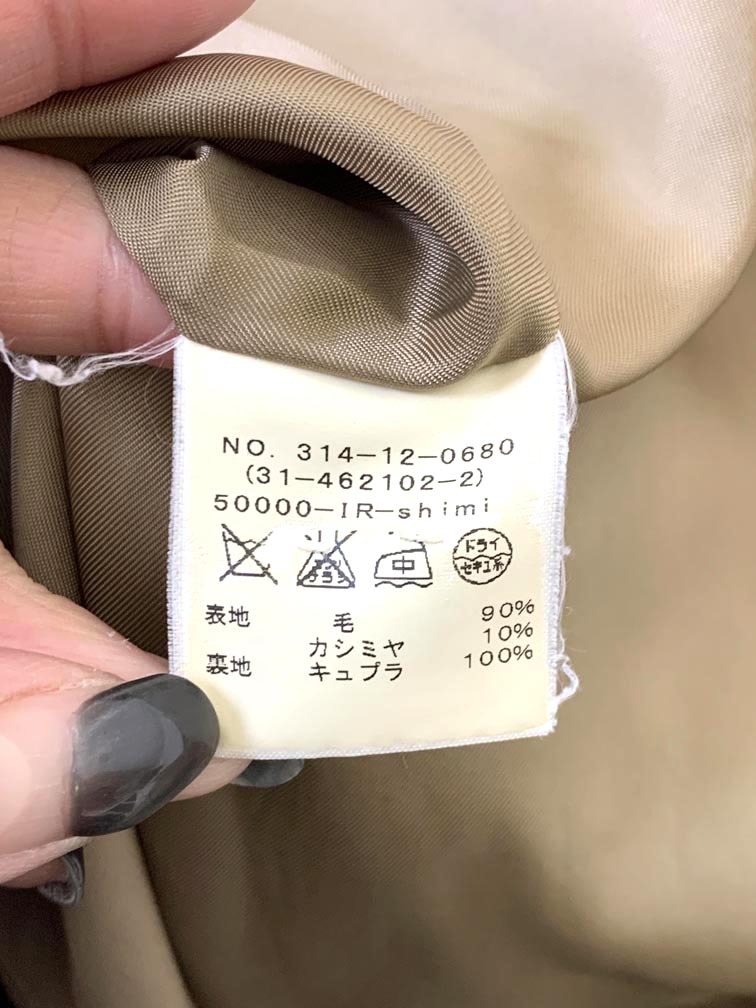 NO. 314-12-0680
(31-462102-2)
50000-IR-shimi
中 ドライ
セキユ系
表地 毛 90%
カシミヤ 10%
裏地 キュプラ 100%